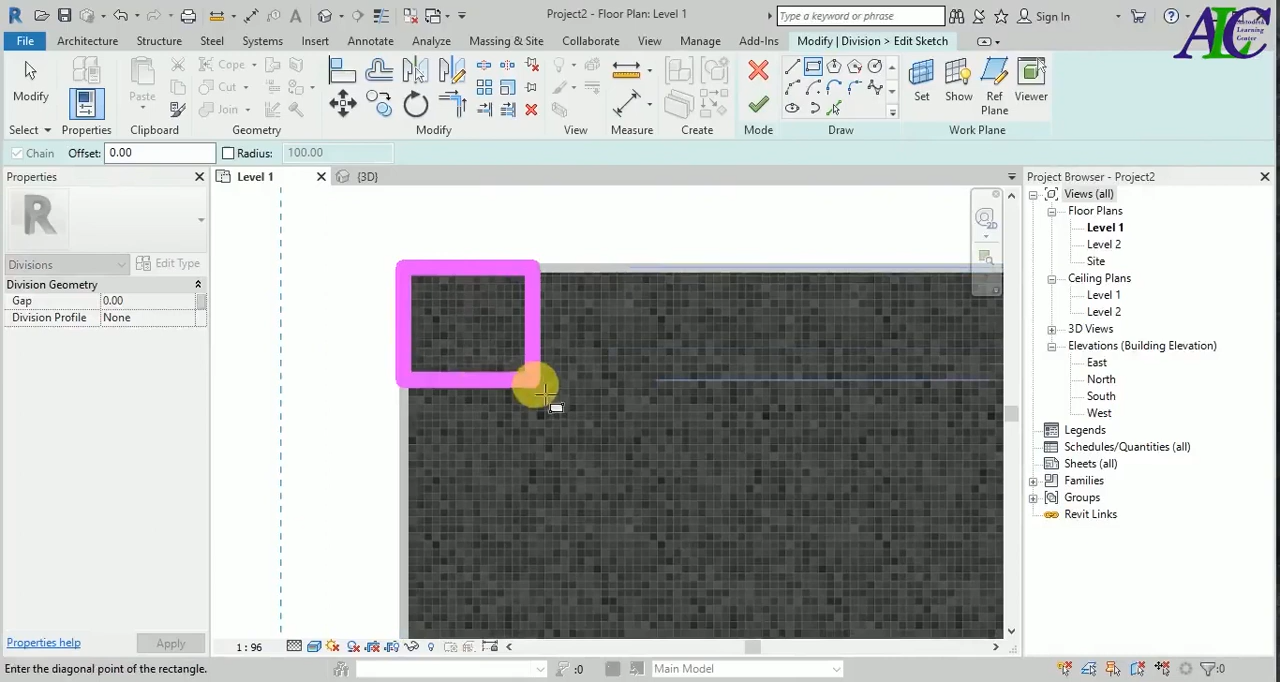 Project2 - Floor Plan: Level 1
Type a keyword or phrase
Sign In
AIC
Autodesk
Learning
Center
File Architecture Structure Steel Systems Insert Annotate Analyze Massing & Site Collaborate View Manage Add-Ins Modify | Division > Edit Sketch
Modify Paste Cope Cut Join Set Show Ref Plane Viewer
Select Properties Clipboard Geometry Modify View Measure Create Mode Draw Work Plane
Chain Offset: 0.00 Radius: 100.00
Properties
Level 1 {3D}
Project Browser - Project2
Views (all)
Floor Plans
Level 1
Level 2
Site
Ceiling Plans
Level 1
Level 2
3D Views
Elevations (Building Elevation)
East
North
South
West
Legends
Schedules/Quantities (all)
Sheets (all)
Families
Groups
Revit Links
2D
Divisions Edit Type
Division Geometry
Gap 0.00
Division Profile None
Properties help Apply
1 : 96
Enter the diagonal point of the rectangle.
:0 Main Model :0